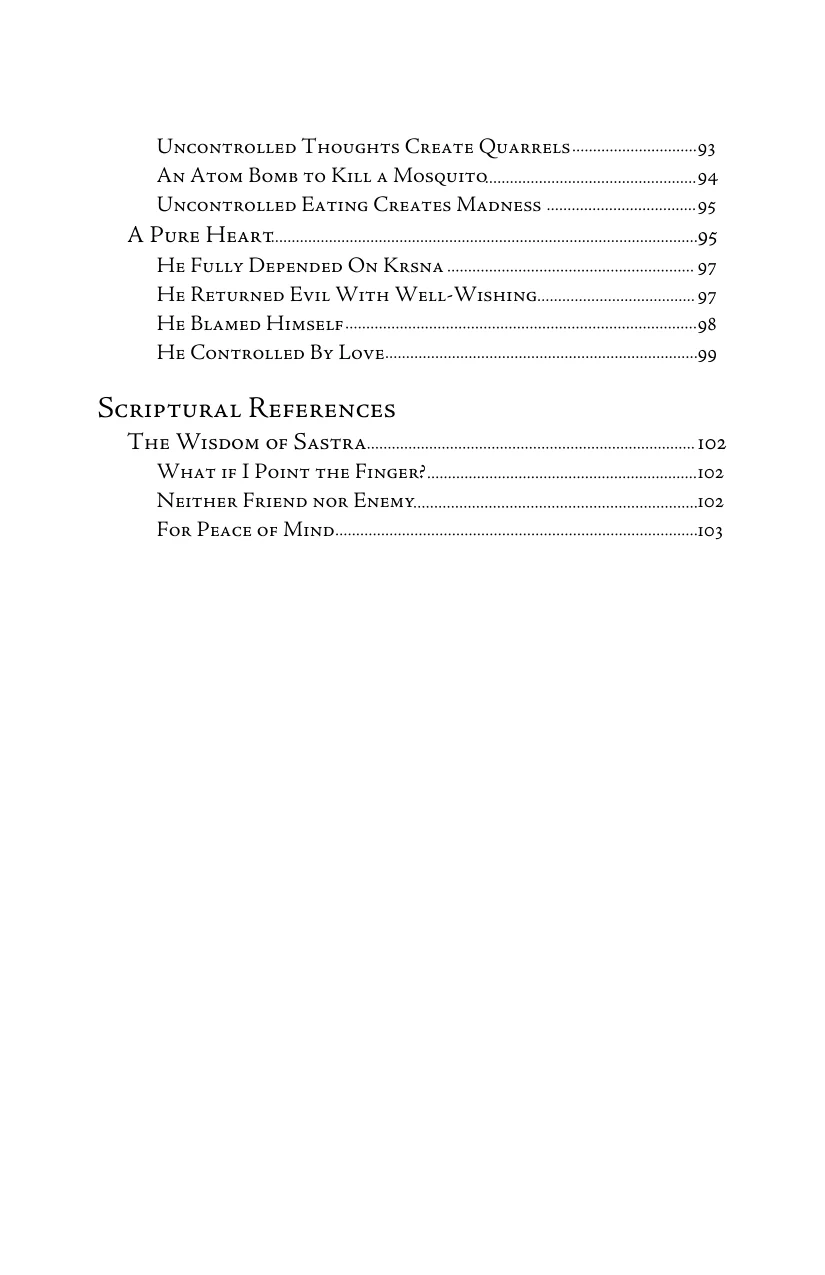 Uncontrolled Thoughts Create Quarrels..............................93
An Atom Bomb to Kill a Mosquito..................................................94
Uncontrolled Eating Creates Madness ....................................95
A Pure Heart......................................................................................................95
He Fully Depended On Krsna ............................................................ 97
He Returned Evil With Well-Wishing...................................... 97
He Blamed Himself.....................................................................................98
He Controlled By Love............................................................................99
Scriptural References
The Wisdom of Sastra................................................................................ 102
What if I Point the Finger?.................................................................102
Neither Friend nor Enemy....................................................................102
For Peace of Mind........................................................................................103